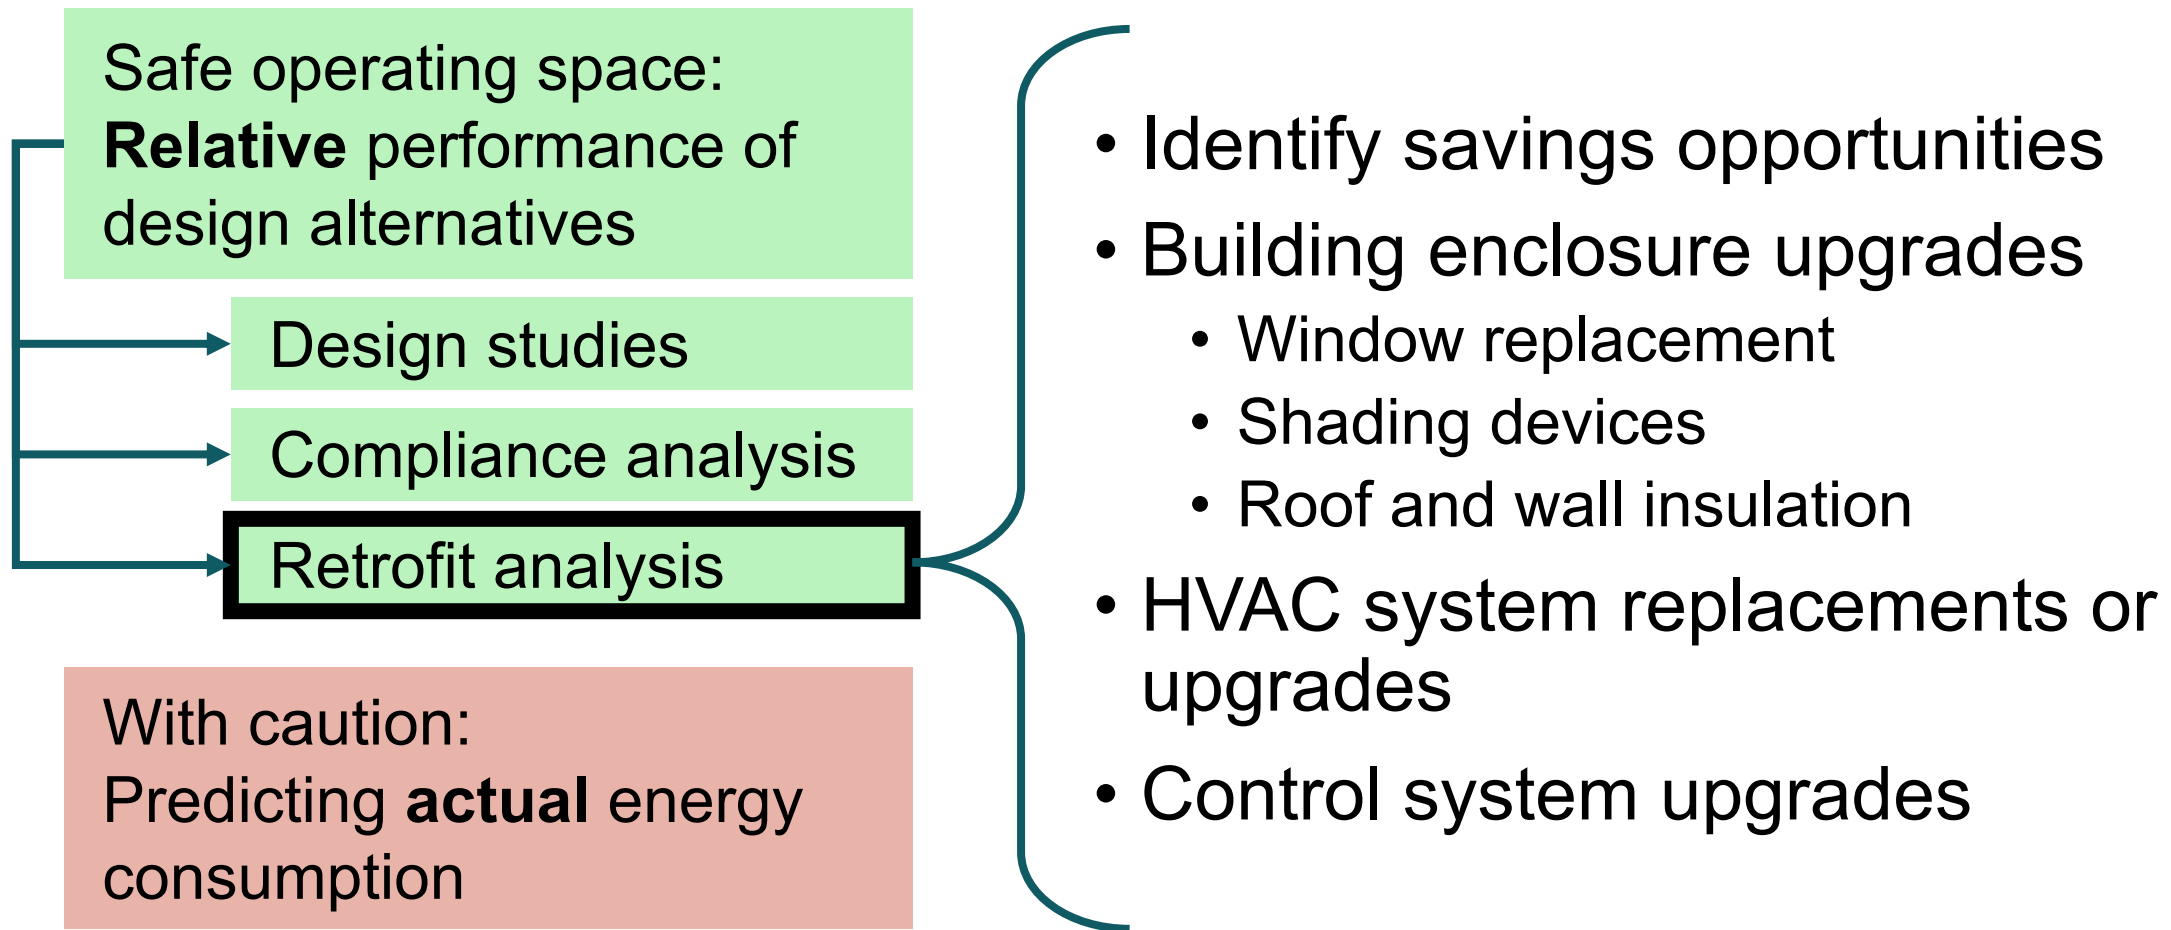 Safe operating space:
Relative performance of
design alternatives
Design studies
Compliance analysis
Retrofit analysis
With caution:
Predicting actual energy
consumption
• Identify savings opportunities
• Building enclosure upgrades
• Window replacement
• Shading devices
• Roof and wall insulation
• HVAC system replacements or
upgrades
• Control system upgrades